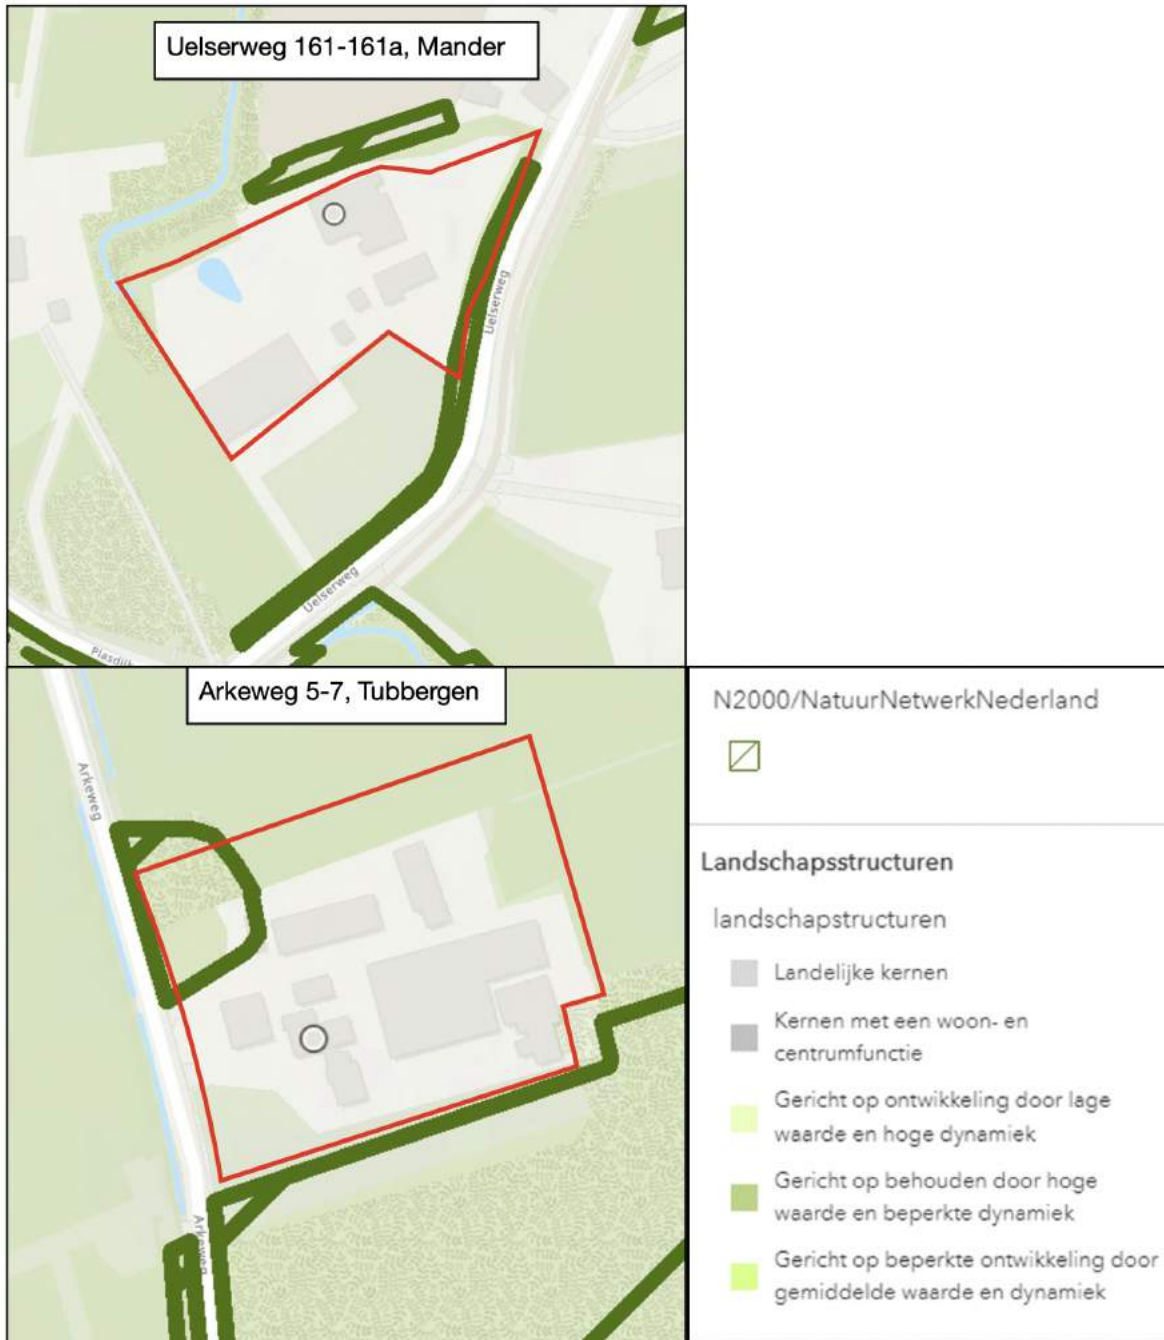 Uelserweg 161-161a, Mander
Uelserweg
Uelserweg
Plasdijk
Arkeweg 5-7, Tubbergen
Arkeweg
Arkeweg
N2000/NatuurNetwerkNederland
Landschapsstructuren
landschapstructuren
Landelijke kernen
Kernen met een woon- en
centrumfunctie
Gericht op ontwikkeling door lage
waarde en hoge dynamiek
Gericht op behouden door hoge
waarde en beperkte dynamiek
Gericht op beperkte ontwikkeling door
gemiddelde waarde en dynamiek